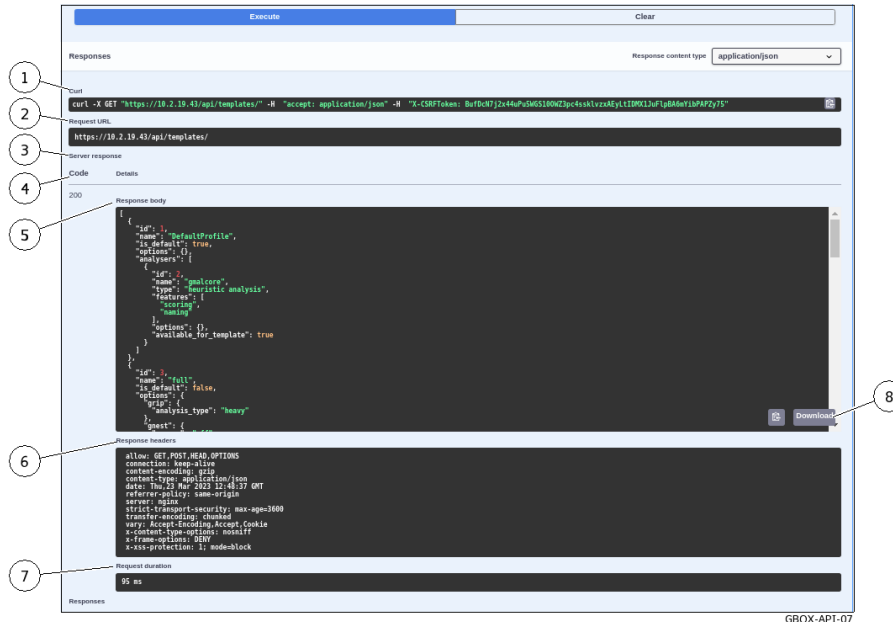 Execute
Clear
Responses
Response content type
application/json
1
Curl
curl -X GET "https://10.2.19.43/api/templates/" -H  "accept: application/json" -H  "X-CSRFToken:
2
Request URL
https://10.2.19.43/api/templates/
3
Server response
4
Code
Details
200
5
Response body
[
{
"id": 1,
"name": "DefaultProfile",
"is_default": true,
"options": {},
"analysers": [
{
"id": 2,
"name": "gmalcore",
"type": "heuristic analysis",
"features": [
"scoring",
"naming"
],
"options": {},
"available_for_template": true
}
]
},
{
"id": 3,
"name": "full",
"is_default": false,
"options": {
"grip": {
"analysis_type": "heavy"
},
"gnest": {
Download
8
6
Response headers
allow: GET,POST,HEAD,OPTIONS
connection: keep-alive
content-encoding: gzip
content-type: application/json
date: Thu,23 Mar 2023 12:48:37 GMT
referrer-policy: same-origin
server: nginx
strict-transport-security: max-age=3600
transfer-encoding: chunked
vary: Accept-Encoding,Accept,Cookie
x-content-type-options: nosniff
x-frame-options: DENY
x-xss-protection: 1; mode=block
7
Request duration
95 ms
Responses
GBOX-API-07